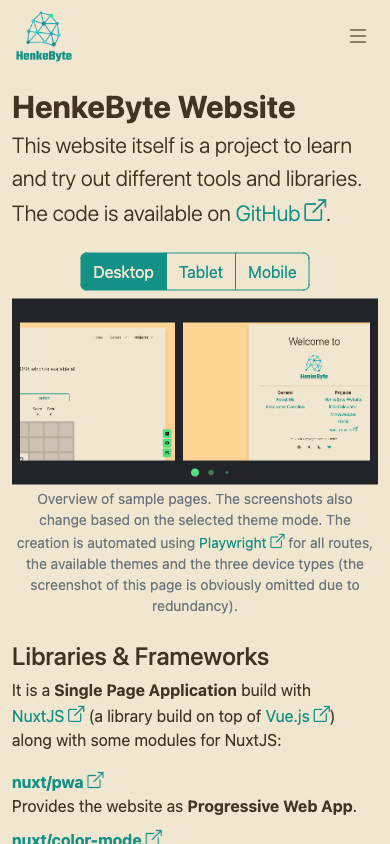 HenkeByte
HenkeByte Website
This website itself is a project to learn
and try out different tools and libraries.
The code is available on GitHub.
Desktop Tablet Mobile
Welcome to
HenkeByte
General Projects
Overview of sample pages. The screenshots also
change based on the selected theme mode. The
creation is automated using Playwright for all routes,
the available themes and the three device types (the
screenshot of this page is obviously omitted due to
redundancy).
Libraries & Frameworks
It is a Single Page Application build with
NuxtJS (a library build on top of Vue.js)
along with some modules for NuxtJS:
nuxt/pwa
Provides the website as Progressive Web App.
nuxt/color-mode